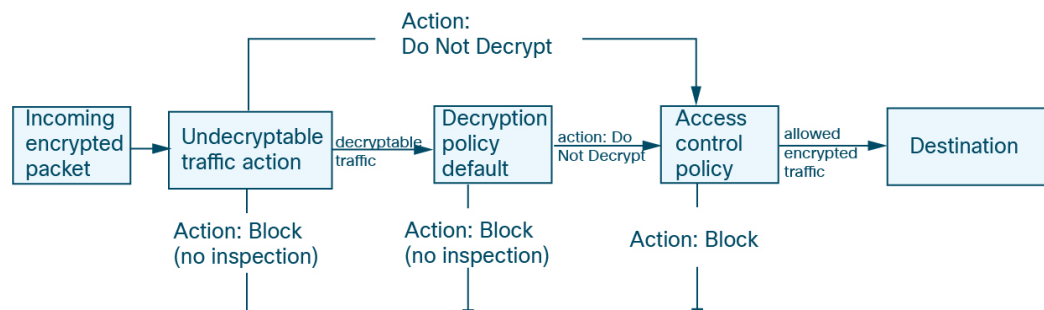 Action:
Do Not Decrypt
Incoming
encrypted
packet
Undecryptable
traffic action
decryptable
traffic
Decryption
policy
default
action: Do
Not Decrypt
Access
control
policy
allowed
encrypted
traffic
Destination
Action: Block
(no inspection)
Action: Block
(no inspection)
Action: Block